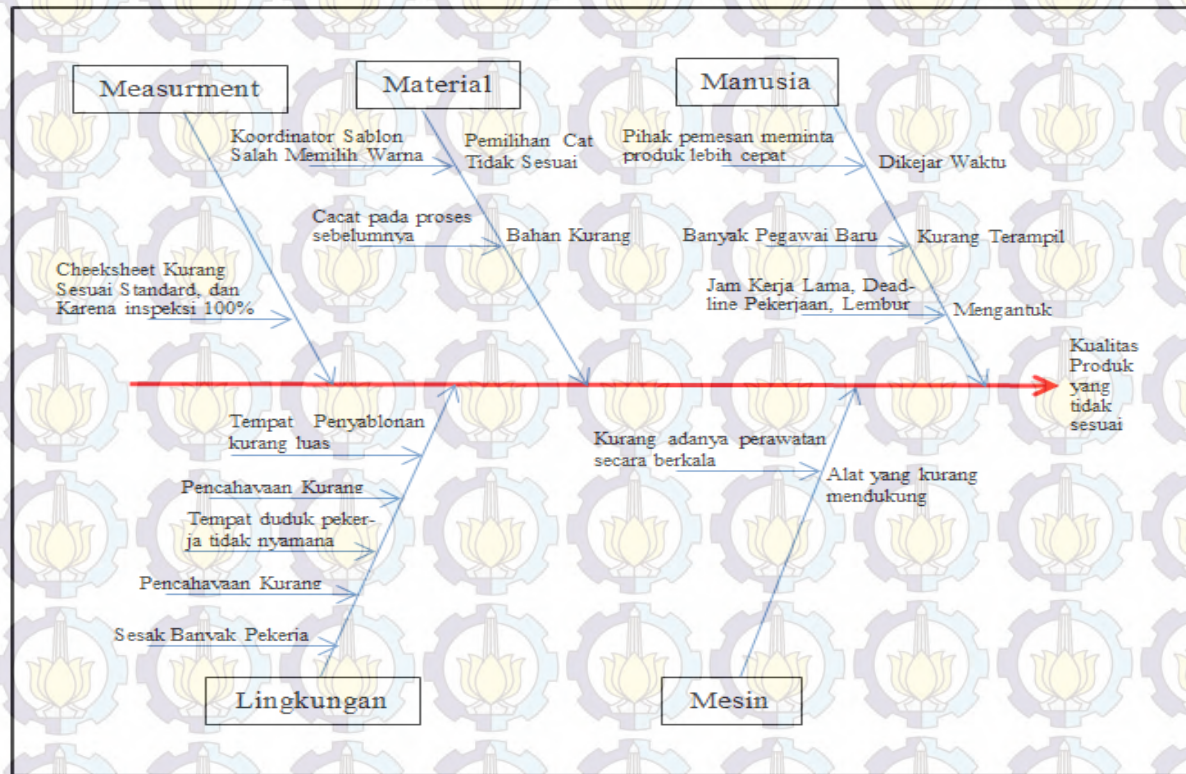 Measurment
Material
Manusia
Koordinator Sablon
Salah Memilih Warna
Pemilihan Cat
Tidak Sesuai
Pihak pemesan meminta
produk lebih cepat
Dikejar Waktu
Cacat pada proses
sebelumnya
Bahan Kurang
Banyak Pegawai Baru
Kurang Terampil
Cheeksheet Kurang
Sesuai Standard, dan
Karena inspeksi 100%
Jam Kerja Lama, Dead-
line Pekerjaan, Lembur
Mengantuk
Kualitas
Produk
yang
tidak
sesuai
Tempat Penyablonan
kurang luas
Kurang adanya perawatan
secara berkala
Alat yang kurang
mendukung
Pencahayaan Kurang
Tempat duduk peker-
ja tidak nyamana
Pencahayaan Kurang
Sesak Banyak Pekerja
Lingkungan
Mesin